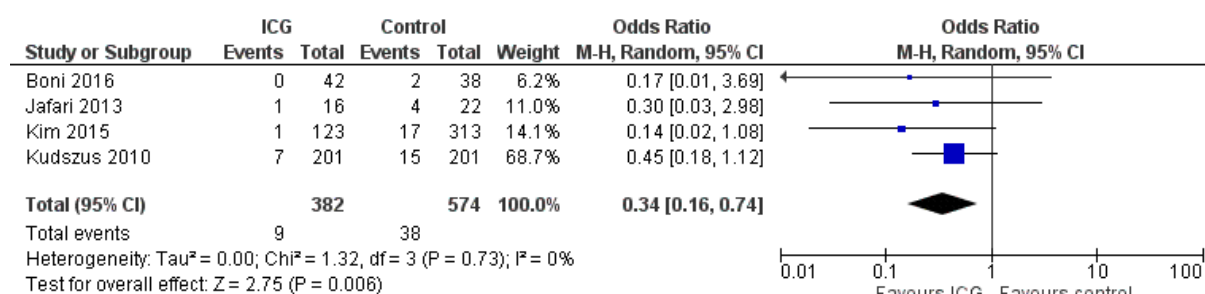 ICG Control Odds Ratio Odds Ratio
Study or Subgroup Events Total Events Total Weight M-H, Random, 95% CI M-H, Random, 95% CI
Boni 2016 0 42 2 38 6.2% 0.17 [0.01, 3.69]
Jafari 2013 1 16 4 22 11.0% 0.30 [0.03, 2.98]
Kim 2015 1 123 17 313 14.1% 0.14 [0.02, 1.08]
Kudszus 2010 7 201 15 201 68.7% 0.45 [0.18, 1.12]
Total (95% CI) 382 574 100.0% 0.34 [0.16, 0.74]
Total events 9 38
Heterogeneity: Tau² = 0.00; Chi² = 1.32, df = 3 (P = 0.73); I² = 0%
Test for overall effect: Z = 2.75 (P = 0.006)
0.01 0.1 1 10 100
Favours ICG Favours control